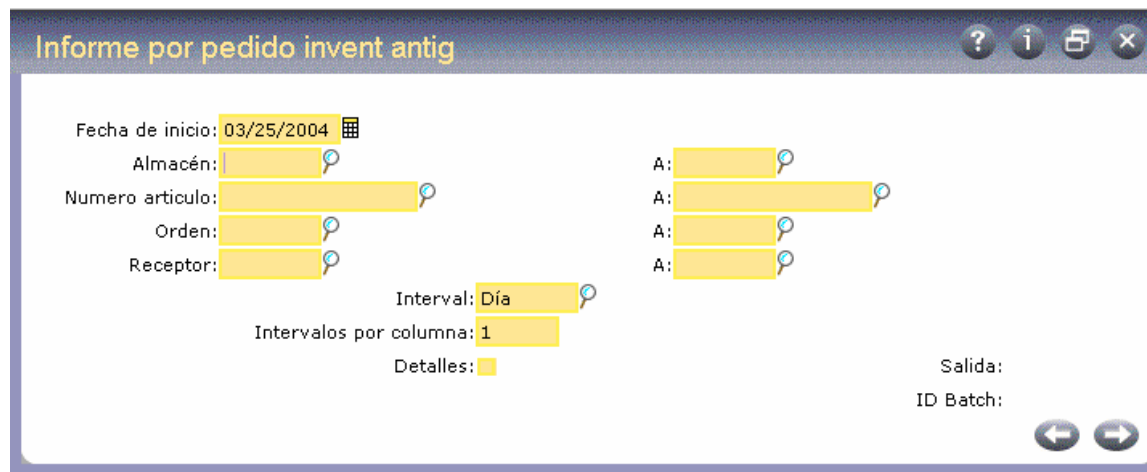 Informe por pedido invent antig
Fecha de inicio: 03/25/2004
Almacén: A:
Numero articulo: A:
Orden: A:
Receptor: A:
Interval: Día
Intervalos por columna: 1
Detalles: Salida:
ID Batch: